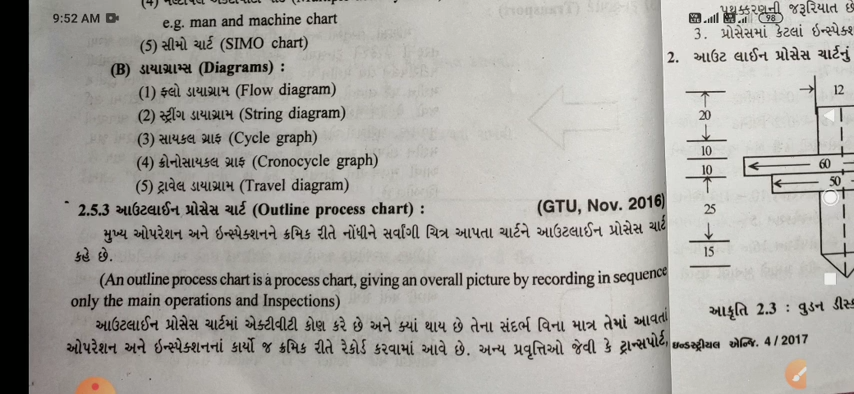 9:52 AM
e.g. man and machine chart
(5) સીમો ચાર્ટ (SIMO chart)
(B) ડાયાગ્રામ્સ (Diagrams) :
(1) ફ્લો ડાયાગ્રામ (Flow diagram)
(2) સ્ટ્રીંગ ડાયાગ્રામ (String diagram)
(3) સાયકલ ગ્રાફ (Cycle graph)
(4) ક્રોનોસાયકલ ગ્રાફ (Cronocycle graph)
(5) ટ્રાવેલ ડાયાગ્રામ (Travel diagram)
2.5.3 આઉટલાઈન પ્રોસેસ ચાર્ટ (Outline process chart) : (GTU, Nov. 2016)
મુખ્ય ઓપરેશન અને ઇન્સ્પેક્શનને ક્રમિક રીતે નોંધીને સર્વાંગી ચિત્ર આપતા ચાર્ટને આઉટલાઈન પ્રોસેસ ચાર્ટ
કહે છે.
(An outline process chart is a process chart, giving an overall picture by recording in sequence
only the main operations and Inspections)
આઉટલાઈન પ્રોસેસ ચાર્ટમાં એક્ટીવીટી કોણ કરે છે અને ક્યાં થાય છે તેના સંદર્ભ વિના માત્ર તેમાં આવતાં
ઓપરેશન અને ઇન્સ્પેક્શનનાં કાર્યો જ ક્રમિક રીતે રેકોર્ડ કરવામાં આવે છે. અન્ય પ્રવૃત્તિઓ જેવી કે ટ્રાન્સપોર્ટ,
98
પૃથક્કરણની જરૂરિયાત છે
3. પ્રોસેસમાં કેટલાં
2. આઉટ લાઈન પ્રોસેસ ચાર્ટનું
12
20
10
10
60
50
25
15
આકૃતિ 2.3 : વુડન
ઇન્ડસ્ટ્રીયલ એન્જિ. 4/2017